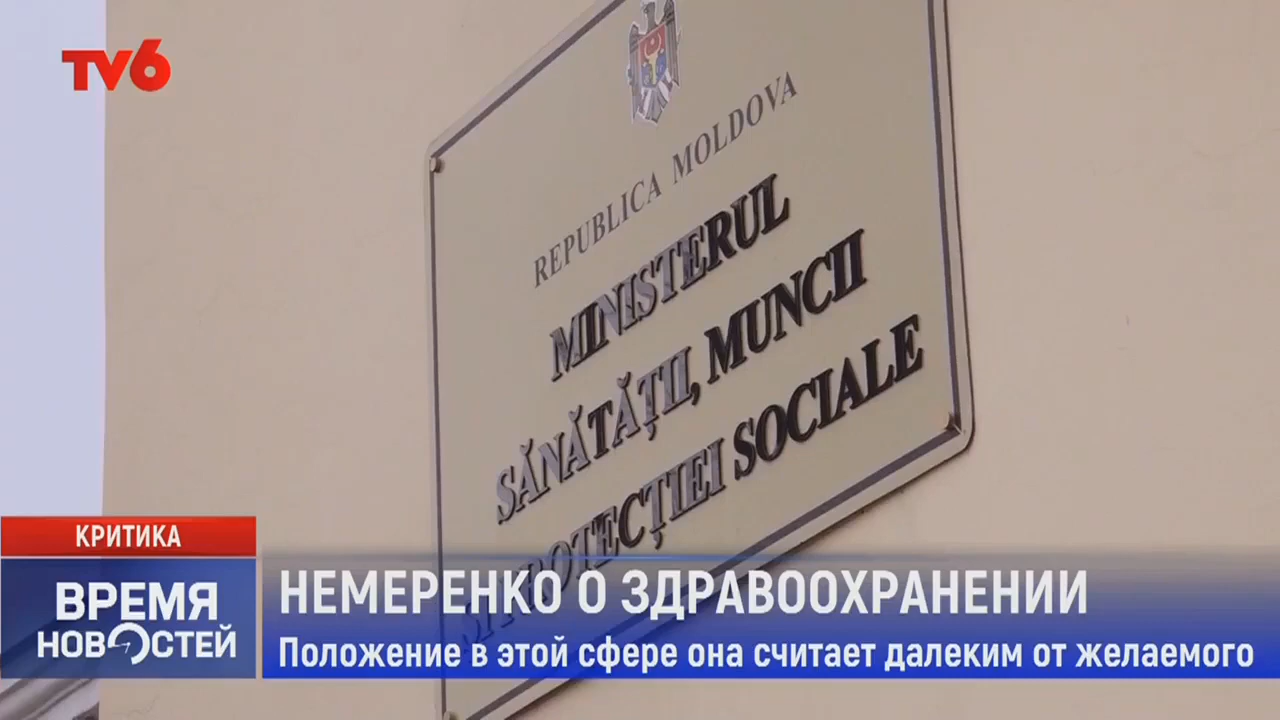 TV6
REPUBLICA MOLDOVA
MINISTERUL
SĂNĂTĂȚII, MUNCII
ȘI PROTECȚIEI SOCIALE
КРИТИКА
ВРЕМЯ
НОВОСТЕЙ
НЕМЕРЕНКО О ЗДРАВООХРАНЕНИИ
Положение в этой сфере она считает далеким от желаемого